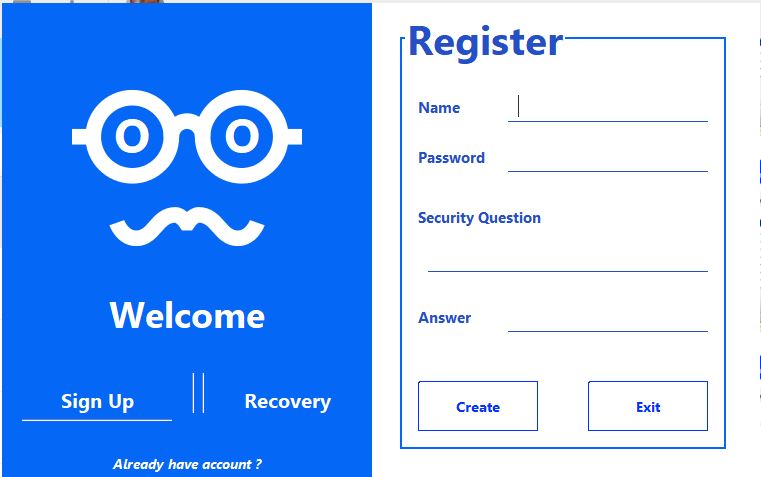 Welcome
Sign Up
Recovery
Already have account ?
Register
Name
Password
Security Question
Answer
Create
Exit